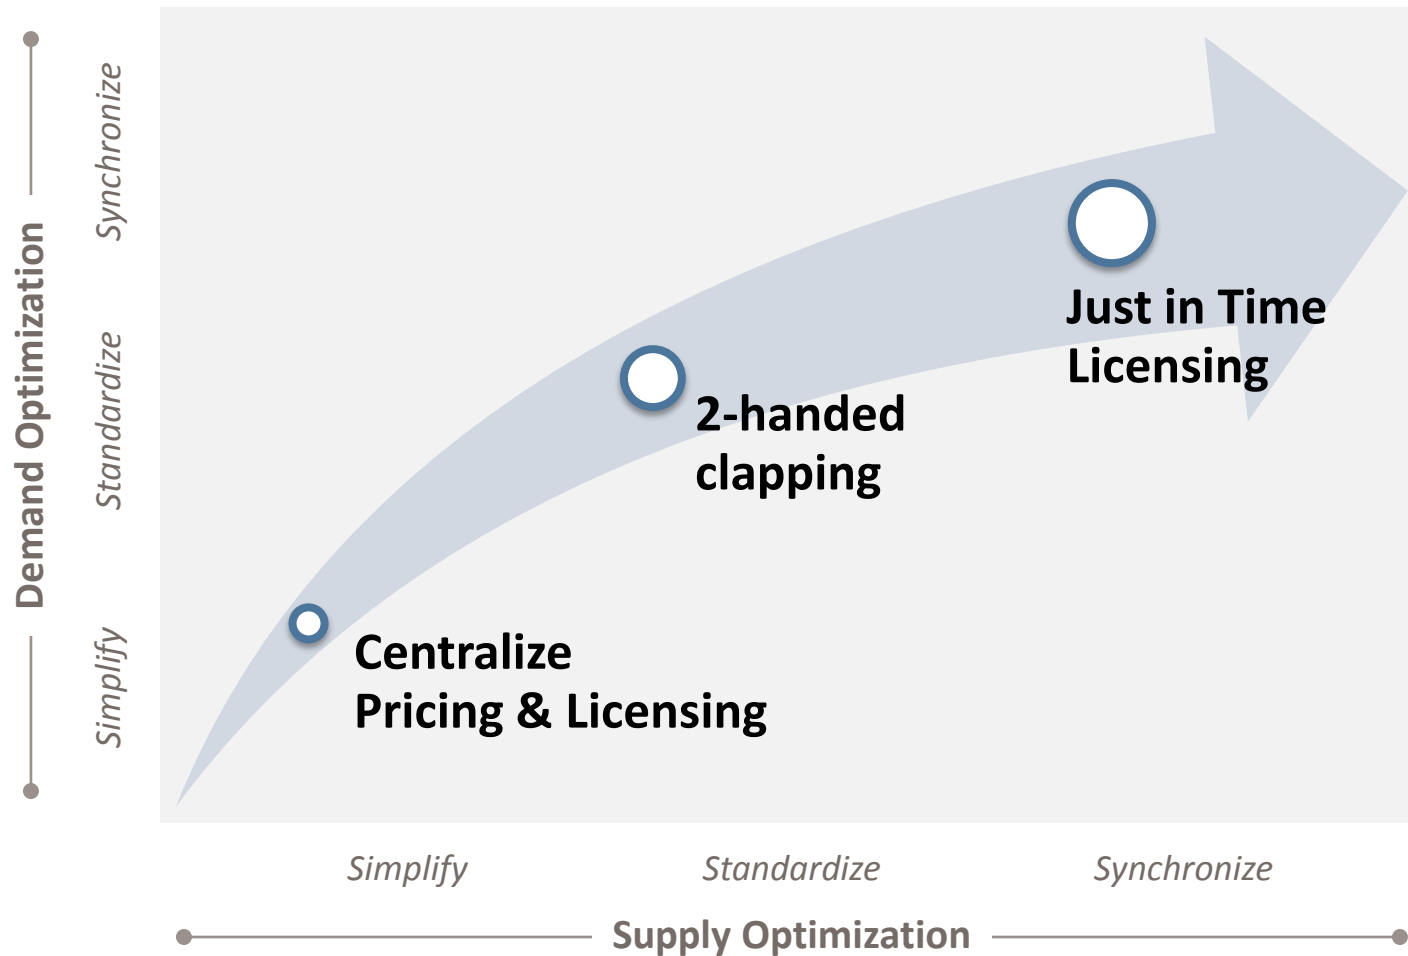 Demand Optimization
Synchronize
Standardize
Simplify
Just in Time
Licensing
2-handed
clapping
Centralize
Pricing & Licensing
Simplify
Standardize
Synchronize
Supply Optimization